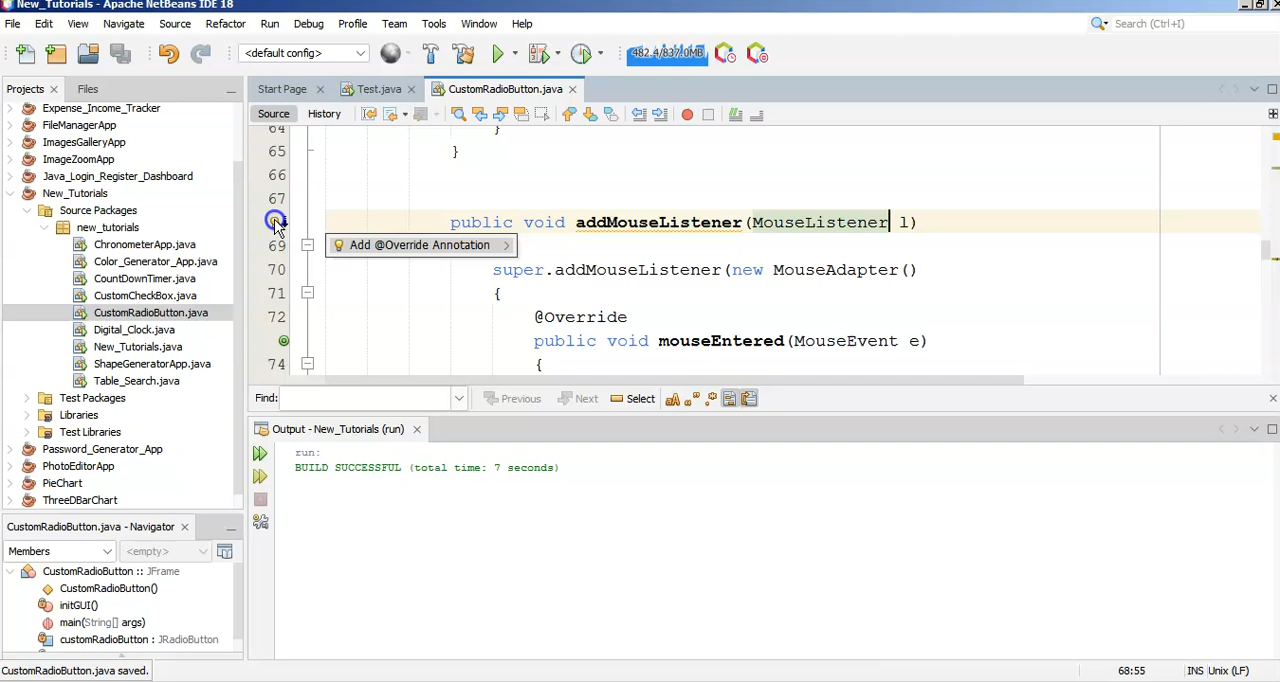 New_Tutorials - Apache NetBeans IDE 18
File Edit View Navigate Source Refactor Run Debug Profile Team Tools Window Help
Search (Ctrl+I)
<default config>
482.4/837.0MB
Projects Files
Start Page Test.java CustomRadioButton.java
Source History
Expense_Income_Tracker
FileManagerApp
ImagesGalleryApp
ImageZoomApp
Java_Login_Register_Dashboard
New_Tutorials
Source Packages
new_tutorials
ChronometerApp.java
Color_Generator_App.java
CountDownTimer.java
CustomCheckBox.java
CustomRadioButton.java
Digital_Clock.java
New_Tutorials.java
ShapeGeneratorApp.java
Table_Search.java
Test Packages
Libraries
Test Libraries
Password_Generator_App
PhotoEditorApp
PieChart
ThreeDBarChart
64 }
65 }
66
67
public void addMouseListener(MouseListener l)
Add @Override Annotation
69
70 super.addMouseListener(new MouseAdapter()
71 {
72 @Override
public void mouseEntered(MouseEvent e)
74 {
Find: Previous Next Select
Output - New_Tutorials (run)
run:
BUILD SUCCESSFUL (total time: 7 seconds)
CustomRadioButton.java - Navigator
Members <empty>
CustomRadioButton :: JFrame
CustomRadioButton()
initGUI()
main(String[] args)
customRadioButton : JRadioButton
CustomRadioButton.java saved.
68:55 INS Unix (LF)